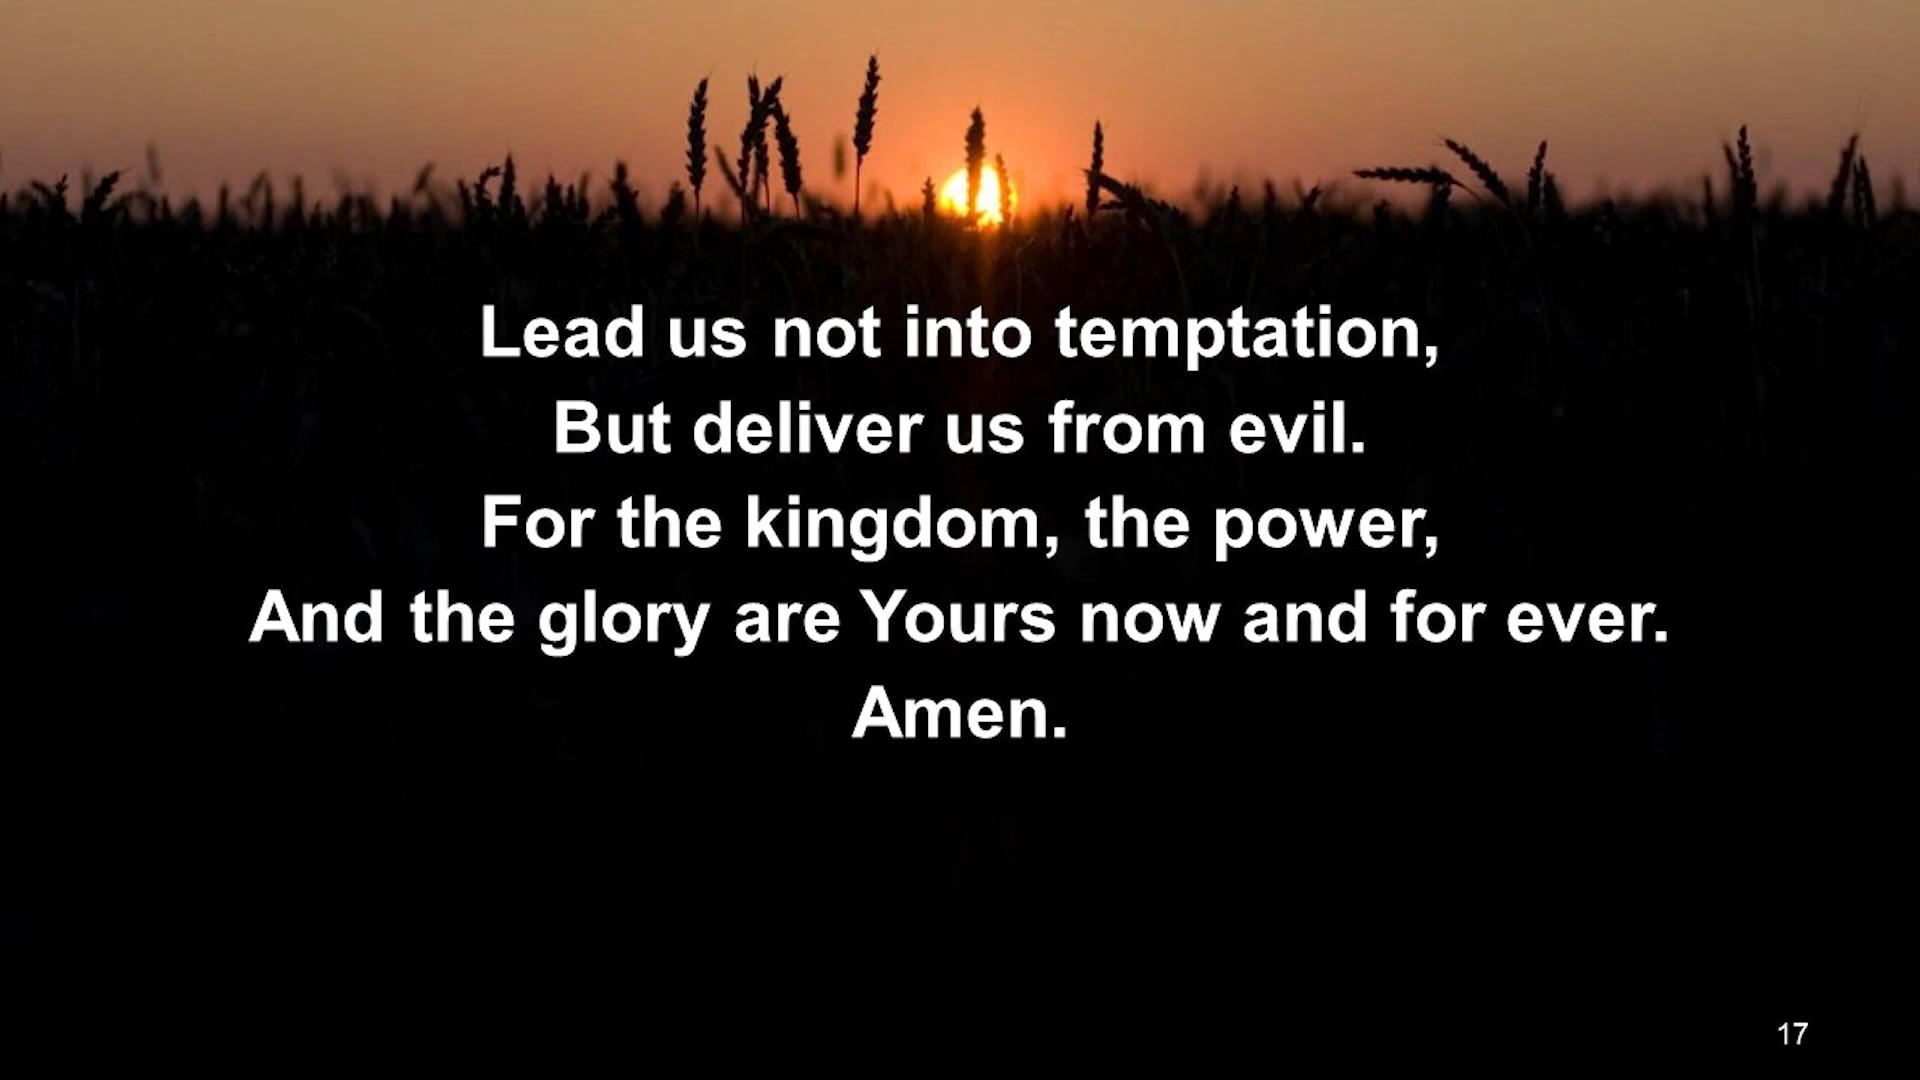 Lead us not into temptation,
But deliver us from evil.
For the kingdom, the power,
And the glory are Yours now and for ever.
Amen.
17